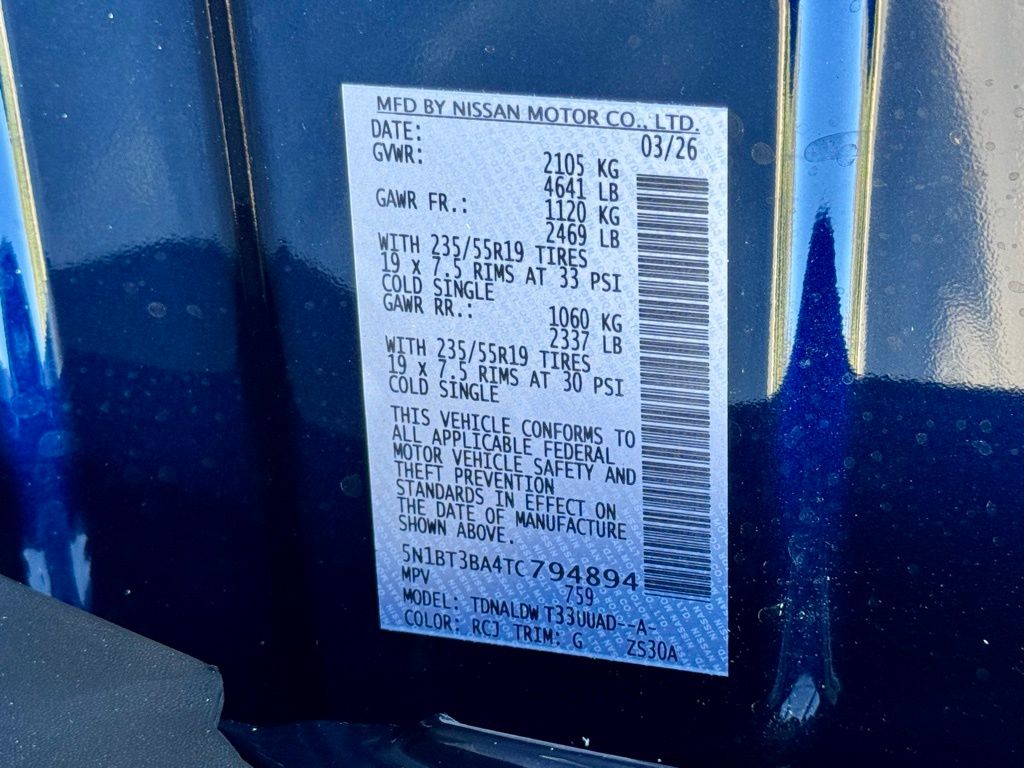 MFD BY NISSAN MOTOR CO., LTD.
DATE: 03/26
GVWR: 2105 KG
4641 LB
GAWR FR.: 1120 KG
2469 LB
WITH 235/55R19 TIRES
19 x 7.5 RIMS AT 33 PSI
COLD SINGLE
GAWR RR.: 1060 KG
2337 LB
WITH 235/55R19 TIRES
19 x 7.5 RIMS AT 30 PSI
COLD SINGLE
THIS VEHICLE CONFORMS TO
ALL APPLICABLE FEDERAL
MOTOR VEHICLE SAFETY AND
THEFT PREVENTION
STANDARDS IN EFFECT ON
THE DATE OF MANUFACTURE
SHOWN ABOVE.
5N1BT3BA4TC794894
MPV 759
MODEL: TDNALDW T33UUAD--A-
COLOR: RCJ TRIM: G ZS30A